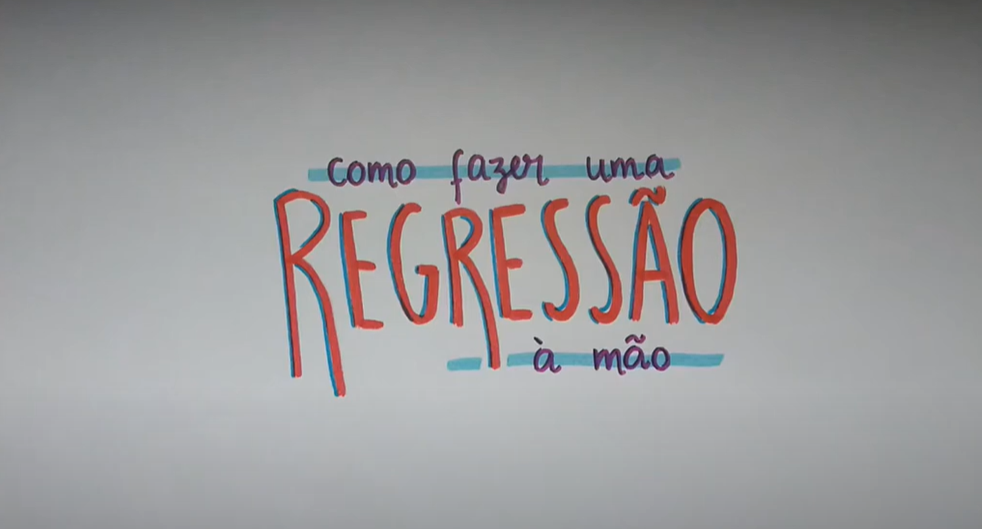 como fazer uma
REGRESSÃO
à mão